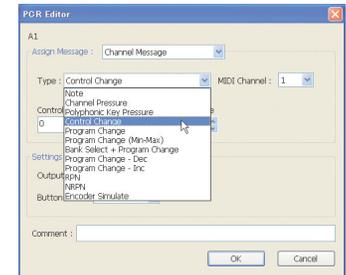 PCR Editor
A1
Assign Message : Channel Message
Type : Control Change MIDI Channel : 1
Note
Channel Pressure
Polyphonic Key Pressure
Control Change
Program Change
Program Change (Min-Max)
Bank Select + Program Change
Program Change - Dec
Program Change - Inc
RPN
NRPN
Encoder Simulate
Control
0
Settings
Output
Button
Comment :
OK Cancel